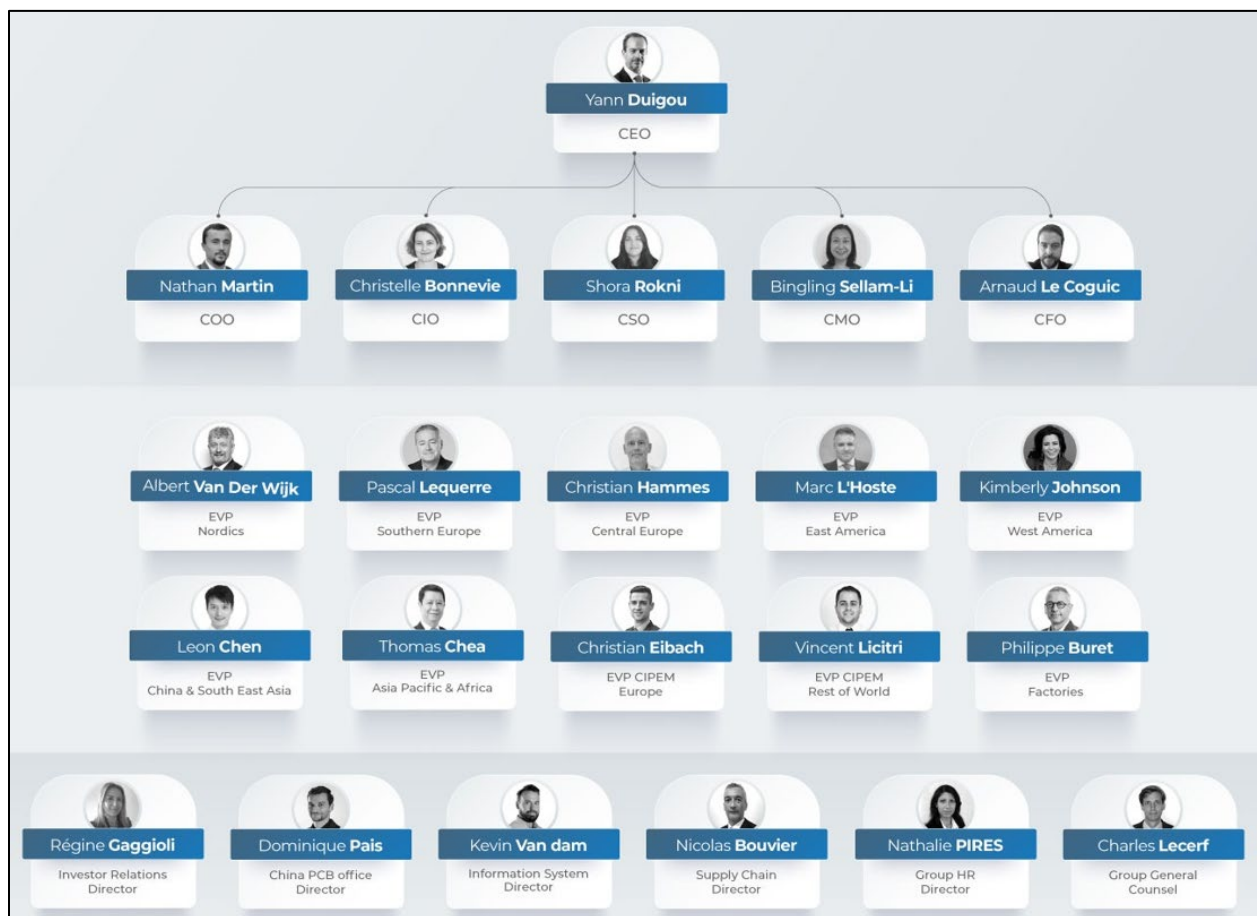 Yann Duigou
CEO
Nathan Martin
COO
Christelle Bonnevie
CIO
Shora Rokni
CSO
Bingling Sellam-Li
CMO
Arnaud Le Coguic
CFO
Albert Van Der Wijk
EVP
Nordics
Pascal Lequerre
EVP
Southern Europe
Christian Hammes
EVP
Central Europe
Marc L'Hoste
EVP
East America
Kimberly Johnson
EVP
West America
Leon Chen
EVP
China & South East Asia
Thomas Chea
EVP
Asia Pacific & Africa
Christian Eibach
EVP CIPEM
Europe
Vincent Licitri
EVP CIPEM
Rest of World
Philippe Buret
EVP
Factories
Régine Gaggioli
Investor Relations
Director
Dominique Pais
China PCB office
Director
Kevin Van dam
Information System
Director
Nicolas Bouvier
Supply Chain
Director
Nathalie PIRES
Group HR
Director
Charles Lecerf
Group General
Counsel